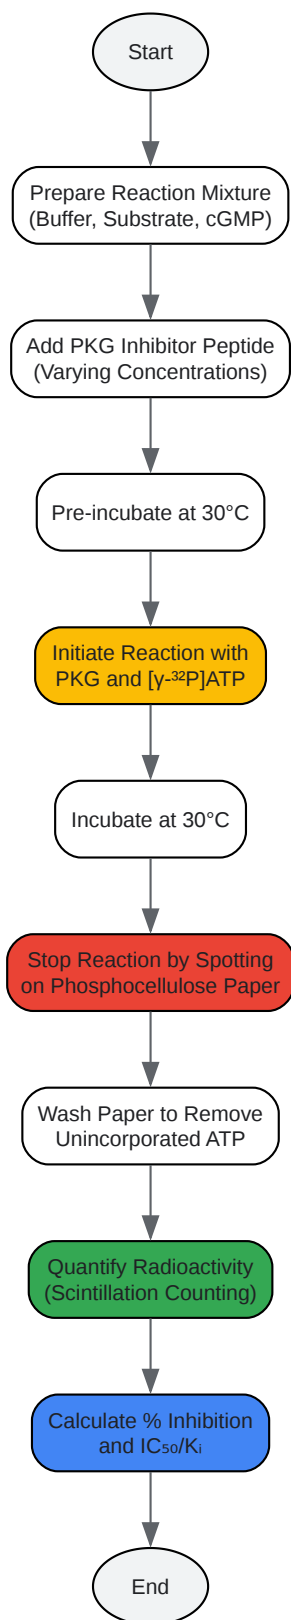 Start
Prepare Reaction Mixture
(Buffer, Substrate, cGMP)
Add PKG Inhibitor Peptide
(Varying Concentrations)
Pre-incubate at 30°C
Initiate Reaction with
PKG and [γ-³²P]ATP
Incubate at 30°C
Stop Reaction by Spotting
on Phosphocellulose Paper
Wash Paper to Remove
Unincorporated ATP
Quantify Radioactivity
(Scintillation Counting)
Calculate % Inhibition
and IC₅₀/Kᵢ
End